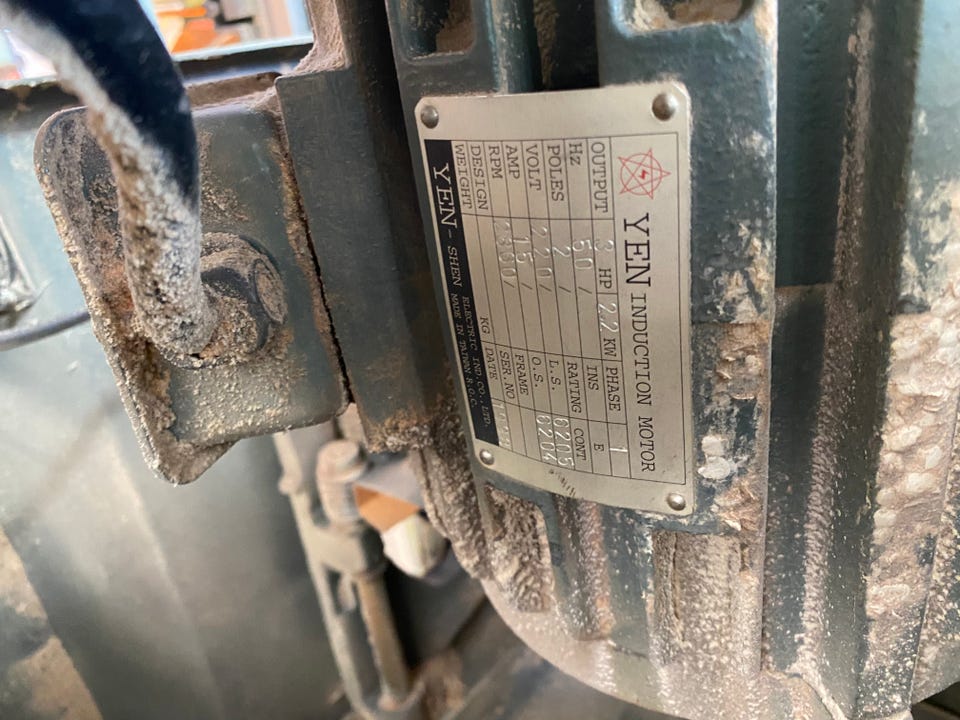 YEN INDUCTION MOTOR
OUTPUT 3 HP 2.2 KW PHASE 1
Hz 50 / INS E
POLES 2 / RATING CONT
VOLT 220 / L.S. 6205
AMP 15 / O.S. 6204
RPM / FRAME
DESIGN SER.NO
WEIGHT KG DATE
YEN-SHEN ELECTRIC IND.CO.,LTD.
MADE IN TAIWN R.O.C.